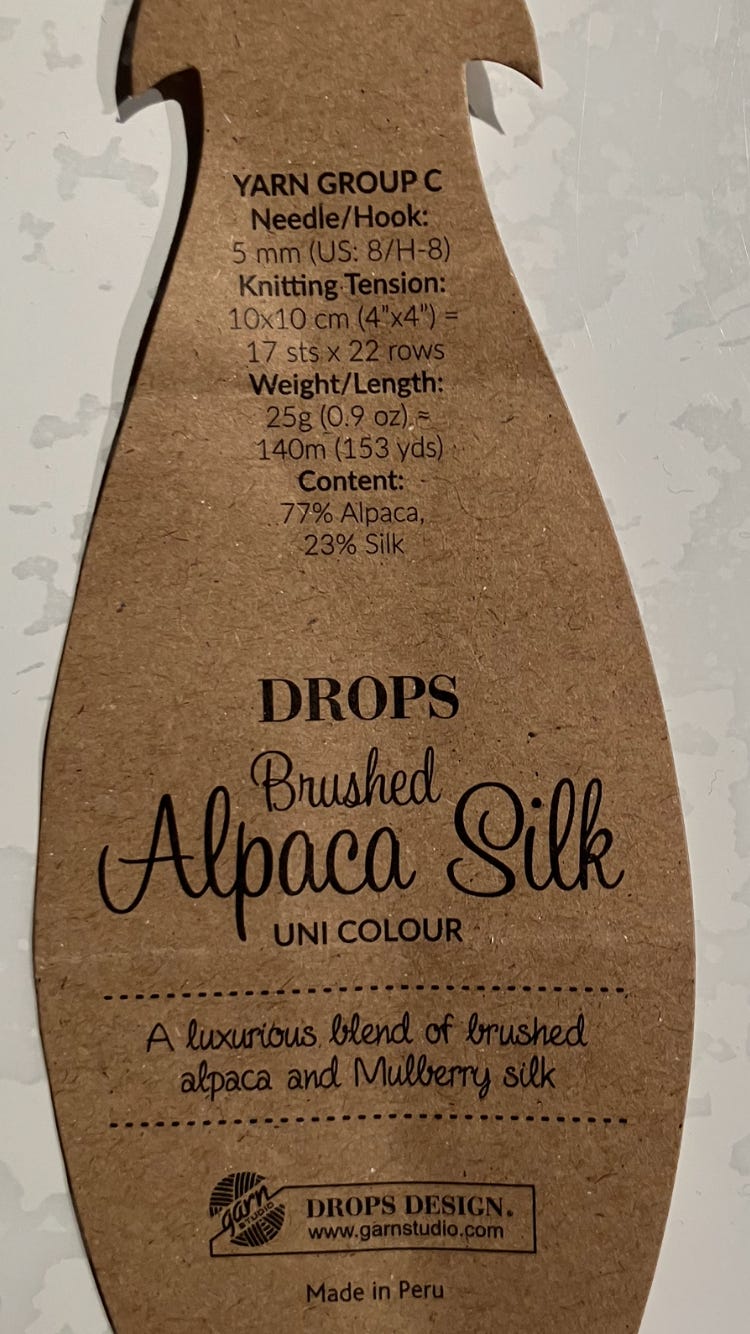 YARN GROUP C
Needle/Hook:
5 mm (US: 8/H-8)
Knitting Tension:
10x10 cm (4"x4") =
17 sts x 22 rows
Weight/Length:
25g (0.9 oz) ≈
140m (153 yds)
Content:
77% Alpaca,
23% Silk
DROPS
Brushed
Alpaca Silk
UNI COLOUR
A luxurious blend of brushed
alpaca and Mulberry silk
garn
STUDIO
DROPS DESIGN.
www.garnstudio.com
Made in Peru